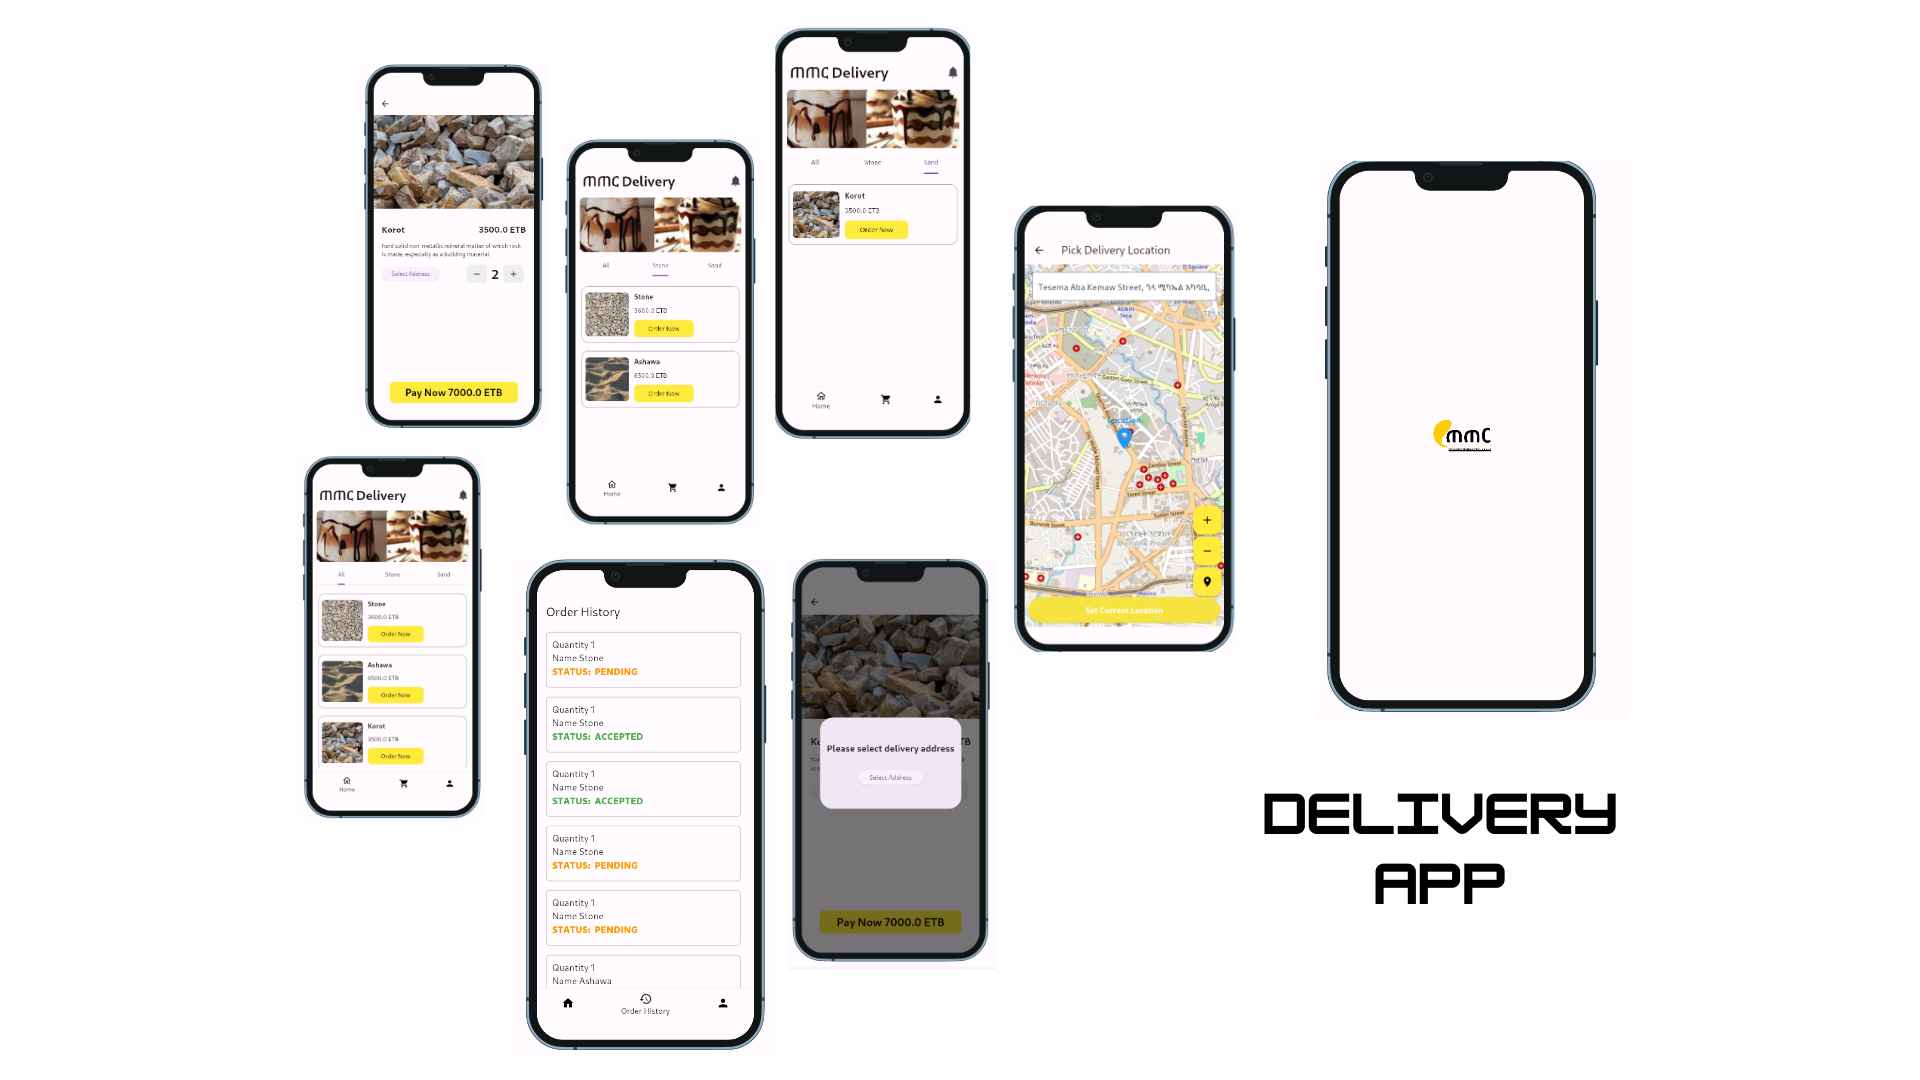 Korot 3500.0 ETB
hard solid non metallic mineral matter of which rock
is made, especially as a building material.
Select Address − 2 +
Pay Now 7000.0 ETB
MMC Delivery
All Stone Sand
Stone
3600.0 ETB
Order Now
Ashawa
6500.0 ETB
Order Now
Home
MMC Delivery
All Stone Sand
Korot
3500.0 ETB
Order Now
Home
Pick Delivery Location
Tesema Aba Kemaw Street,
Location
Gaston Guez Street
Yared Street
Set Current Location
mmc
MMC Delivery
All Stone Sand
Stone
3600.0 ETB
Order Now
Ashawa
6500.0 ETB
Order Now
Korot
3500.0 ETB
Order Now
Home
Order History
Quantity 1
Name Stone
STATUS: PENDING
Quantity 1
Name Stone
STATUS: ACCEPTED
Quantity 1
Name Stone
STATUS: ACCEPTED
Quantity 1
Name Stone
STATUS: PENDING
Quantity 1
Name Stone
STATUS: PENDING
Quantity 1
Name Ashawa
Order History
Please select delivery address
Select Address
Pay Now 7000.0 ETB
DELIVERY
APP